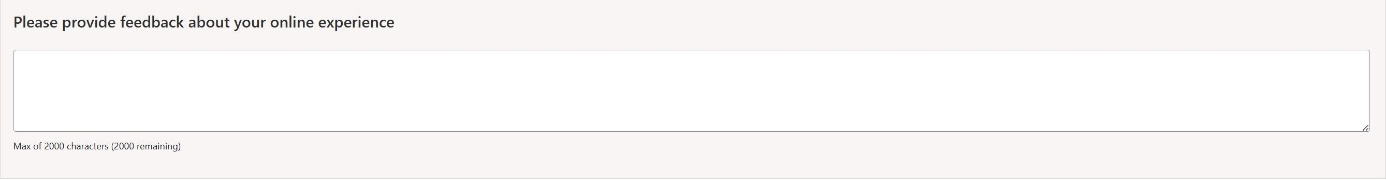 Please provide feedback about your online experience
Max of 2000 characters (2000 remaining)